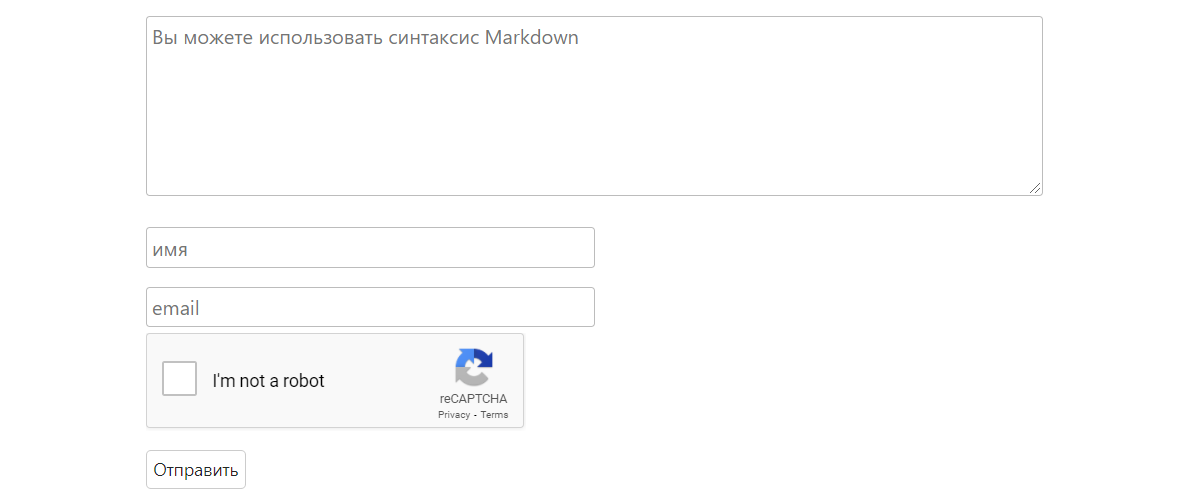 Вы можете использовать синтаксис Markdown
имя
email
I'm not a robot
reCAPTCHA
Privacy - Terms
Отправить